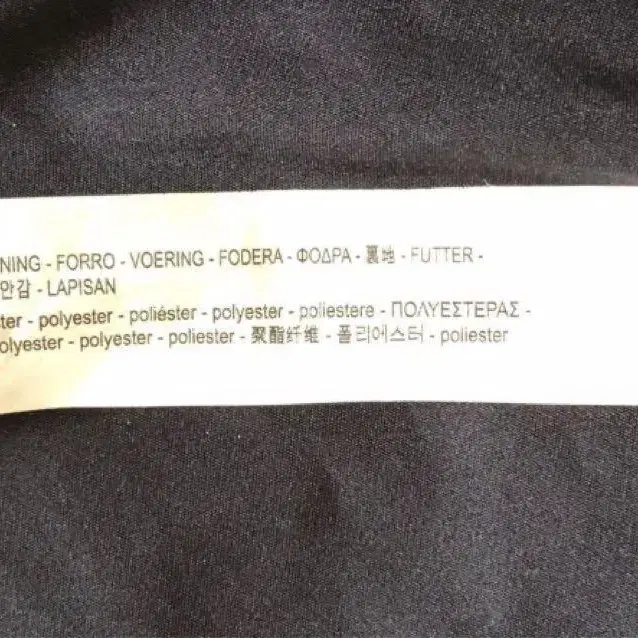 NING - FORRO - VOERING - FODERA - ΦΟΔΡΑ - 裏地 - FUTTER -
안감 - LAPISAN
ter - polyester - poliéster - polyester - poliestere - ΠΟΛΥΕΣΤΕΡΑΣ -
olyester - polyester - poliester - 聚酯纤维 - 폴리에스터 - poliester